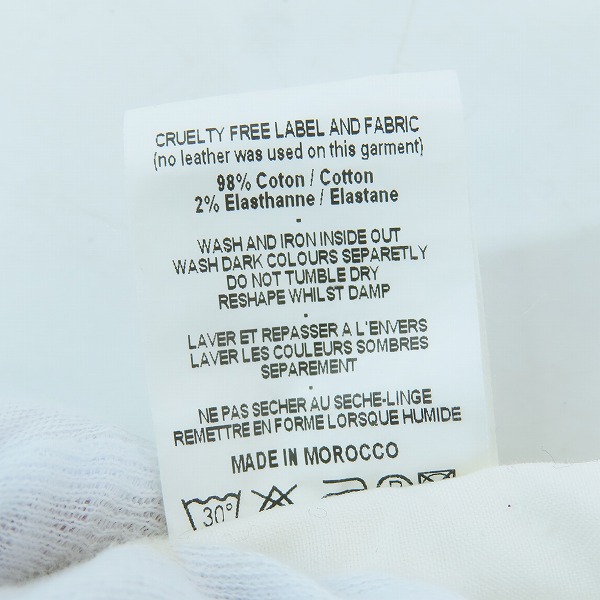 CRUELTY FREE LABEL AND FABRIC
(no leather was used on this garment)
98% Coton / Cotton
2% Elasthanne / Elastane
-
WASH AND IRON INSIDE OUT
WASH DARK COLOURS SEPARETLY
DO NOT TUMBLE DRY
RESHAPE WHILST DAMP
-
LAVER ET REPASSER A L'ENVERS
LAVER LES COULEURS SOMBRES
SEPAREMENT
-
NE PAS SECHER AU SECHE-LINGE
REMETTRE EN FORME LORSQUE HUMIDE
MADE IN MOROCCO
30° P